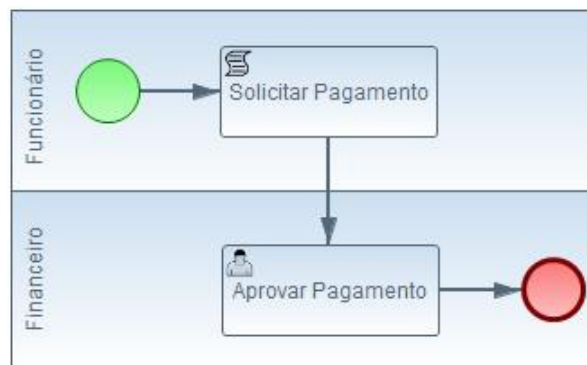 Funcionário
Solicitar Pagamento
Financeiro
Aprovar Pagamento